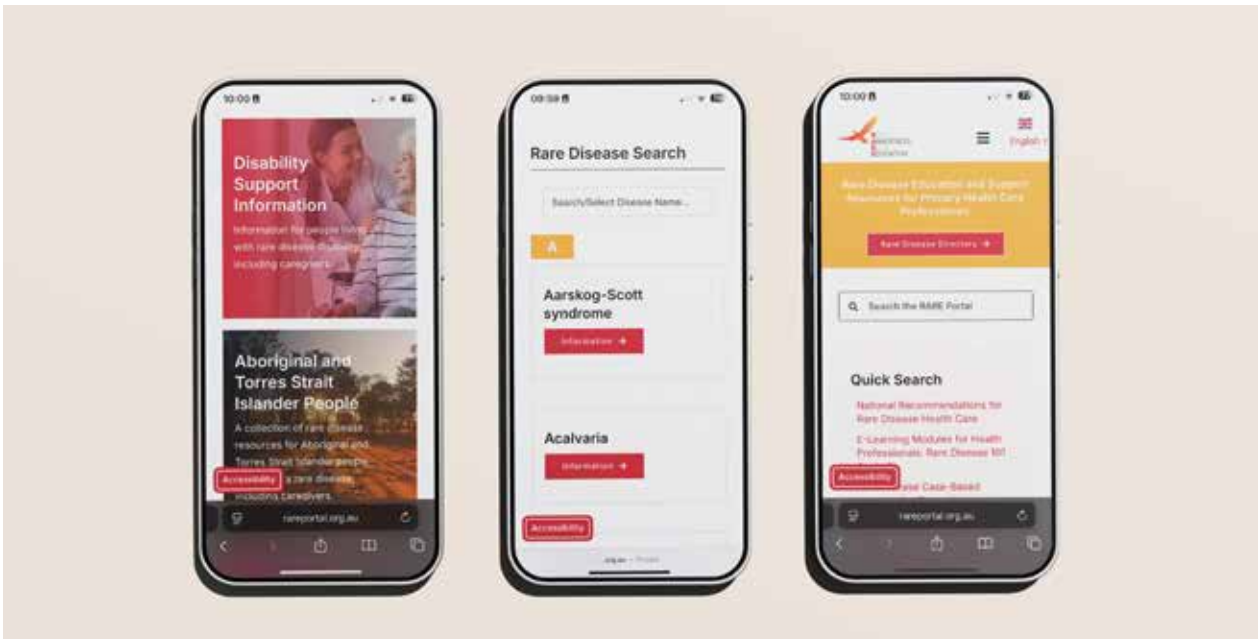 10:00
Disability
Support
Information
Information for people living
with rare disease disability,
including caregivers.
Aboriginal and
Torres Strait
Islander People
A collection of rare disease
resources for Aboriginal and
Torres Strait Islander people
a rare disease,
including caregivers.
Accessibility
rareportal.org.au
09:59
Rare Disease Search
Search/Select Disease Name...
A
Aarskog-Scott
syndrome
Information →
Acalvaria
Information →
Accessibility
.org.au — Private
10:00
English
Rare Disease Education and Support
Resources for Primary Health Care
Professionals
Rare Disease Directory →
Search the RARE Portal
Quick Search
National Recommendations for
Rare Disease Health Care
E-Learning Modules for Health
Professionals: Rare Disease 101
Case-Based
Accessibility
rareportal.org.au